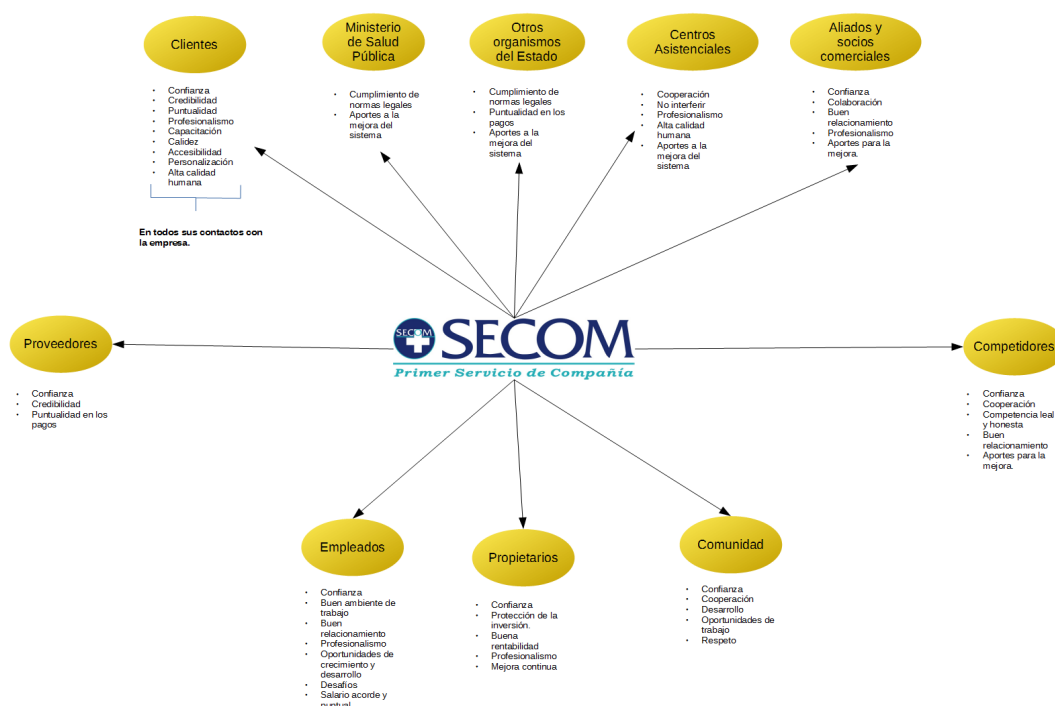 Clientes
Confianza
Credibilidad
Puntualidad
Profesionalismo
Capacitación
Calidez
Accesibilidad
Personalización
Alta calidad
humana
En todos sus contactos con
la empresa.
Ministerio
de Salud
Pública
Cumplimiento de
normas legales
Aportes a la
mejora del
sistema
Otros
organismos
del Estado
Cumplimiento de
normas legales
Puntualidad en los
pagos
Aportes a la
mejora del
sistema
Centros
Asistenciales
Cooperación
No interferir
Profesionalismo
Alta calidad
humana
Aportes a la
mejora del
sistema
Aliados y
socios
comerciales
Confianza
Colaboración
Buen
relacionamiento
Profesionalismo
Aportes para la
mejora.
Proveedores
Confianza
Credibilidad
Puntualidad en los
pagos
SECOM
SECOM
Primer Servicio de Compañía
Competidores
Confianza
Cooperación
Competencia leal
y honesta
Buen
relacionamiento
Aportes para la
mejora.
Empleados
Confianza
Buen ambiente de
trabajo
Buen
relacionamiento
Profesionalismo
Oportunidades de
crecimiento y
desarrollo
Desafíos
Salario acorde y
puntual
Propietarios
Confianza
Protección de la
inversión.
Buena
rentabilidad
Profesionalismo
Mejora continua
Comunidad
Confianza
Cooperación
Desarrollo
Oportunidades de
trabajo
Respeto